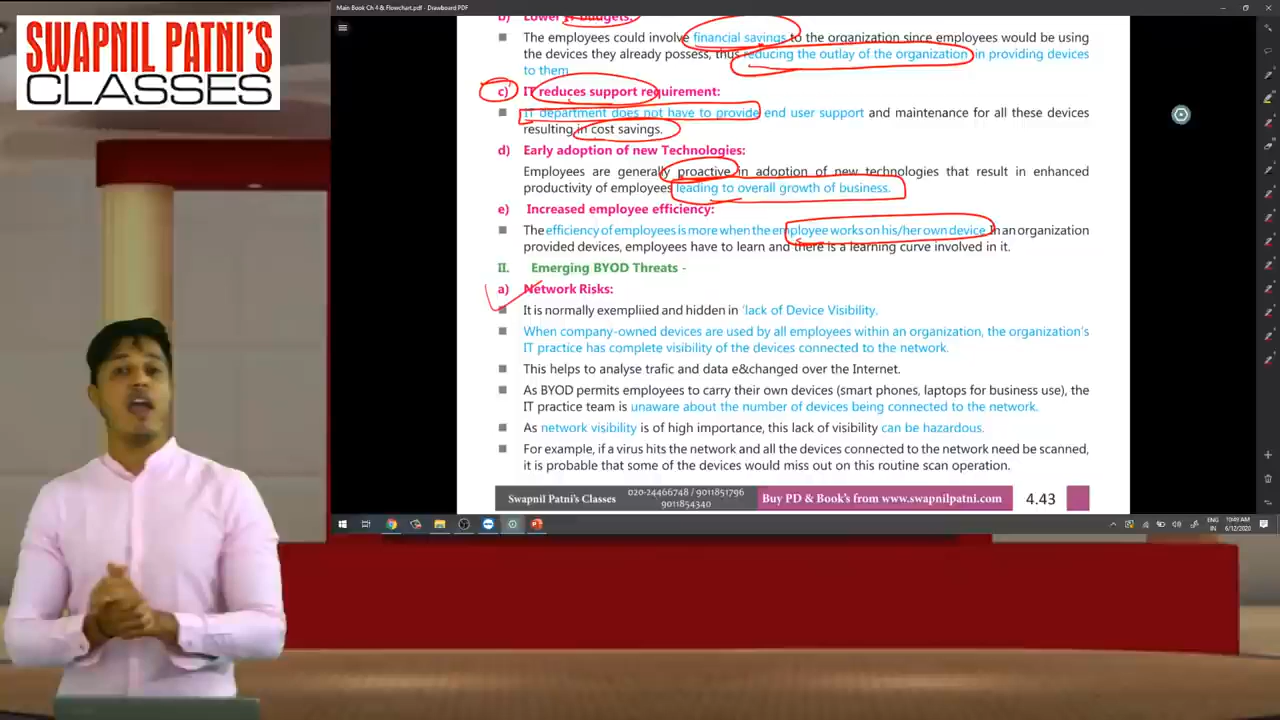 SWAPNIL PATNI'S
CLASSES
Main Book Ch 4 & Flowchart.pdf - Drawboard PDF
b) Lower IT budgets:
■ The employees could involve financial savings to the organization since employees would be using
the devices they already possess, thus reducing the outlay of the organization in providing devices
to them
c) IT reduces support requirement:
■ IT department does not have to provide end user support and maintenance for all these devices
resulting in cost savings.
d) Early adoption of new Technologies:
Employees are generally proactive in adoption of new technologies that result in enhanced
productivity of employees leading to overall growth of business.
e) Increased employee efficiency:
■ The efficiency of employees is more when the employee works on his/her own device. In an organization
provided devices, employees have to learn and there is a learning curve involved in it.
II. Emerging BYOD Threats -
a) Network Risks:
■ It is normally exempliied and hidden in 'lack of Device Visibility.
■ When company-owned devices are used by all employees within an organization, the organization's
IT practice has complete visibility of the devices connected to the network.
■ This helps to analyse trafic and data e&changed over the Internet.
■ As BYOD permits employees to carry their own devices (smart phones, laptops for business use), the
IT practice team is unaware about the number of devices being connected to the network.
■ As network visibility is of high importance, this lack of visibility can be hazardous.
■ For example, if a virus hits the network and all the devices connected to the network need be scanned,
it is probable that some of the devices would miss out on this routine scan operation.
Swapnil Patni's Classes 020-24466748 / 9011851796 Buy PD & Book's from www.swapnilpatni.com 4.43
9011854340
ENG 10:49 AM
IN 6/12/2020